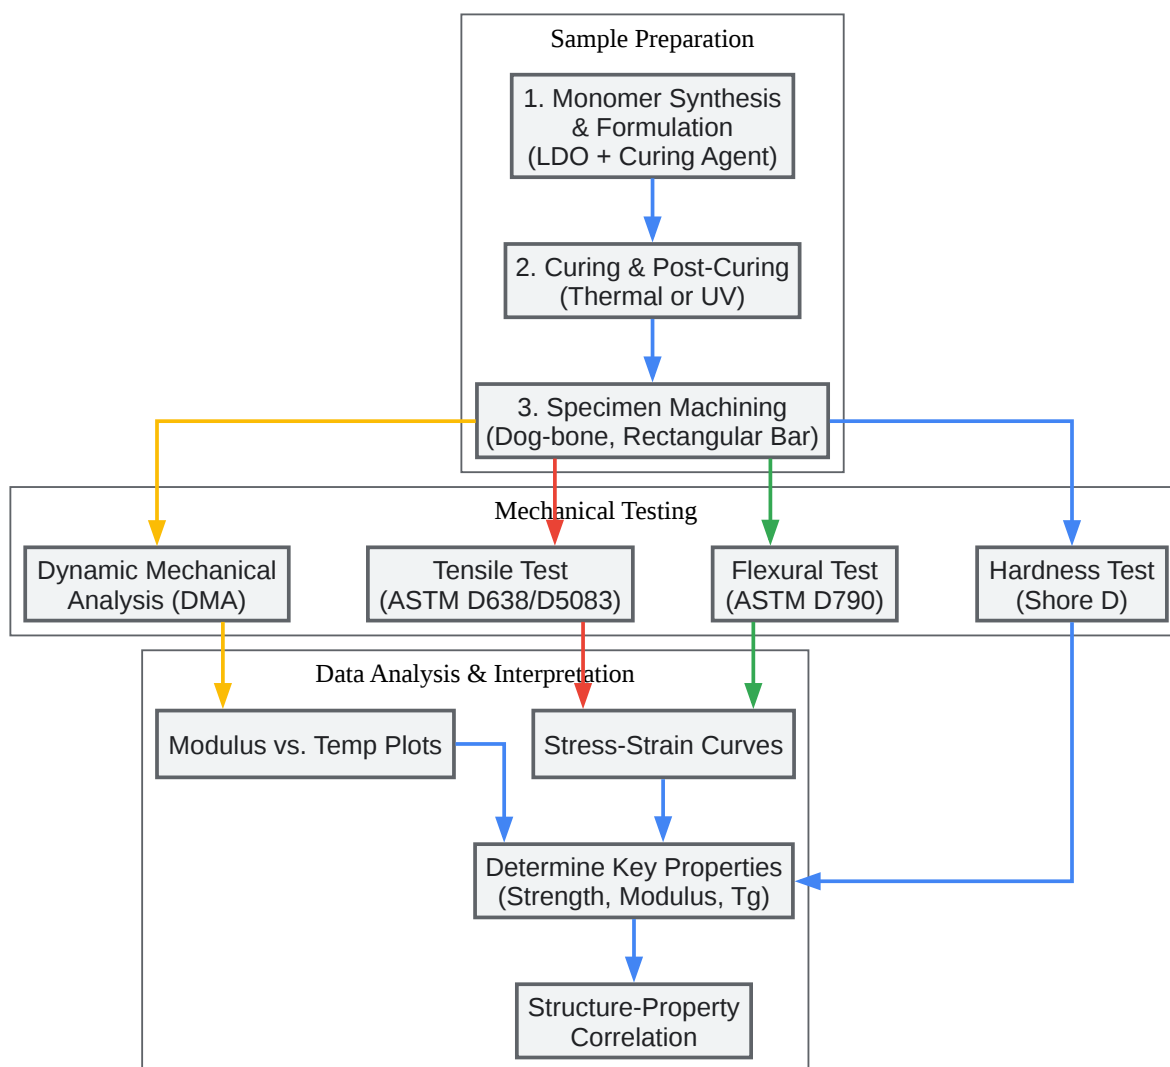 Sample Preparation
1. Monomer Synthesis
& Formulation
(LDO + Curing Agent)
2. Curing & Post-Curing
(Thermal or UV)
3. Specimen Machining
(Dog-bone, Rectangular Bar)
Mechanical Testing
Dynamic Mechanical
Analysis (DMA)
Tensile Test
(ASTM D638/D5083)
Flexural Test
(ASTM D790)
Hardness Test
(Shore D)
Data Analysis & Interpretation
Modulus vs. Temp Plots
Stress-Strain Curves
Determine Key Properties
(Strength, Modulus, Tg)
Structure-Property
Correlation